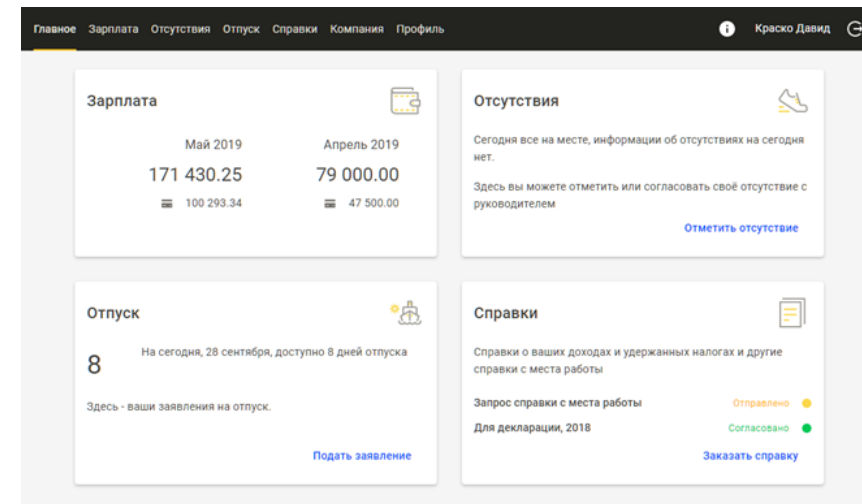 Главное Зарплата Отсутствия Отпуск Справки Компания Профиль
Краско Давид
Зарплата
Май 2019 Апрель 2019
171 430.25 79 000.00
100 293.34 47 500.00
Отсутствия
Сегодня все на месте, информации об отсутствиях на сегодня
нет.
Здесь вы можете отметить или согласовать своё отсутствие с
руководителем
Отметить отсутствие
Отпуск
8 На сегодня, 28 сентября, доступно 8 дней отпуска
Здесь - ваши заявления на отпуск.
Подать заявление
Справки
Справки о ваших доходах и удержанных налогах и другие
справки с места работы
Запрос справки с места работы Отправлено
Для декларации, 2018 Согласовано
Заказать справку